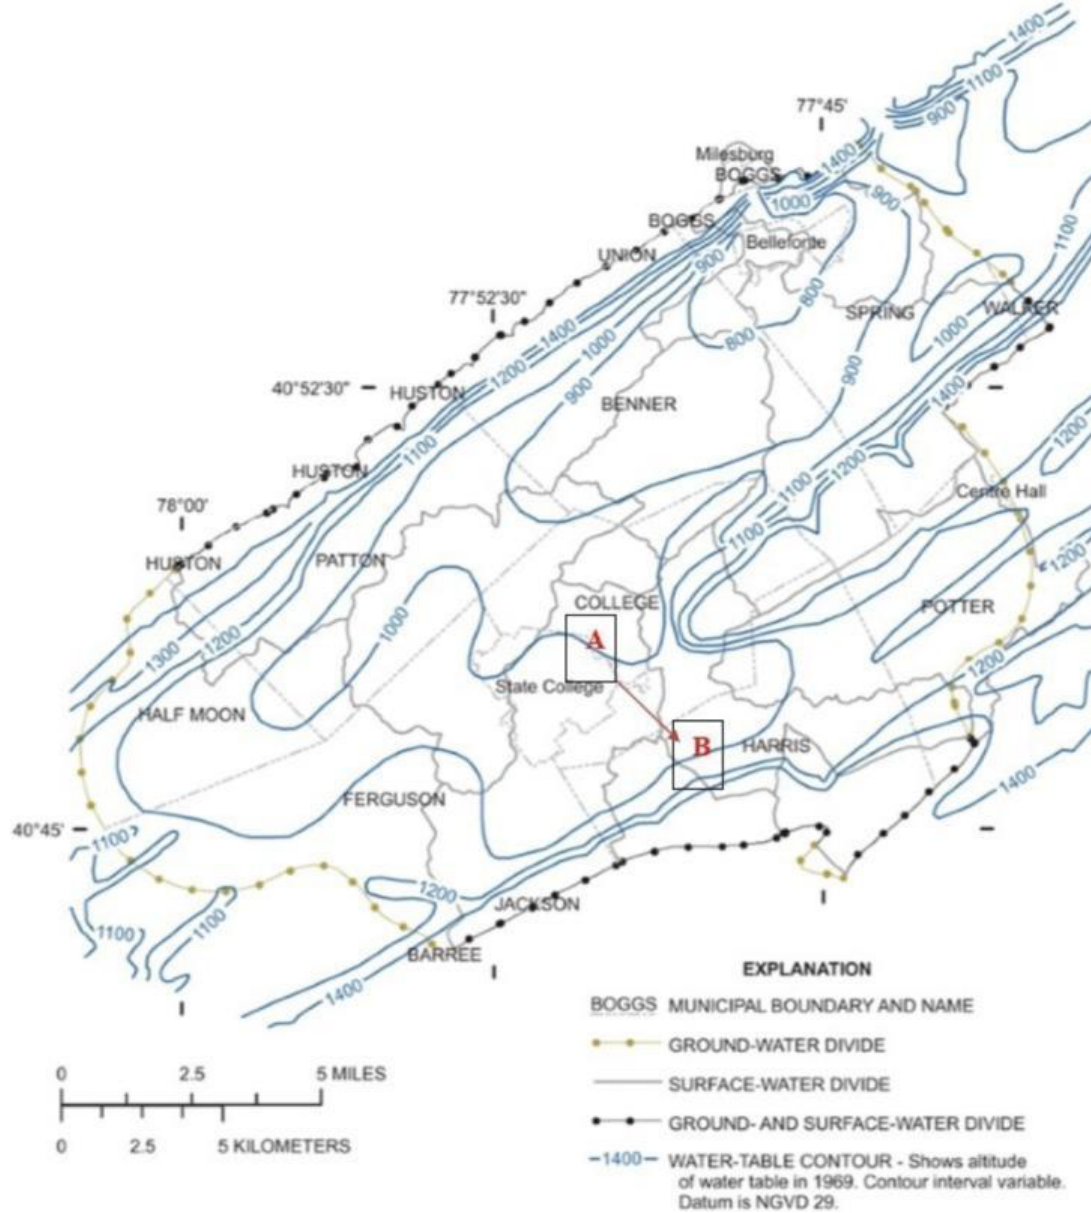 1400
1100
900
77°45'
Milesburg
BOGGS
1400
1000
900
BOGGS
Bellefonte
1100
UNION
900
77°52'30"
800
SPRING
WALKER
1400
1000
800
1000
1200
900
40°52'30"
HUSTON
BENNER
900
1400
1200
1100
1200
HUSTON
1100
Centre Hall
78°00'
1100
1200
HUSTON
PATTON
COLLEGE
POTTER
1000
A
1200
1300
1200
State College
HALF MOON
B
HARRIS
1400
FERGUSON
40°45'
1100
1200
JACKSON
1100
1100
BARREE
1400
EXPLANATION
BOGGS MUNICIPAL BOUNDARY AND NAME
GROUND-WATER DIVIDE
SURFACE-WATER DIVIDE
GROUND- AND SURFACE-WATER DIVIDE
1400 WATER-TABLE CONTOUR - Shows altitude
of water table in 1969. Contour interval variable.
Datum is NGVD 29.
0 2.5 5 MILES
0 2.5 5 KILOMETERS